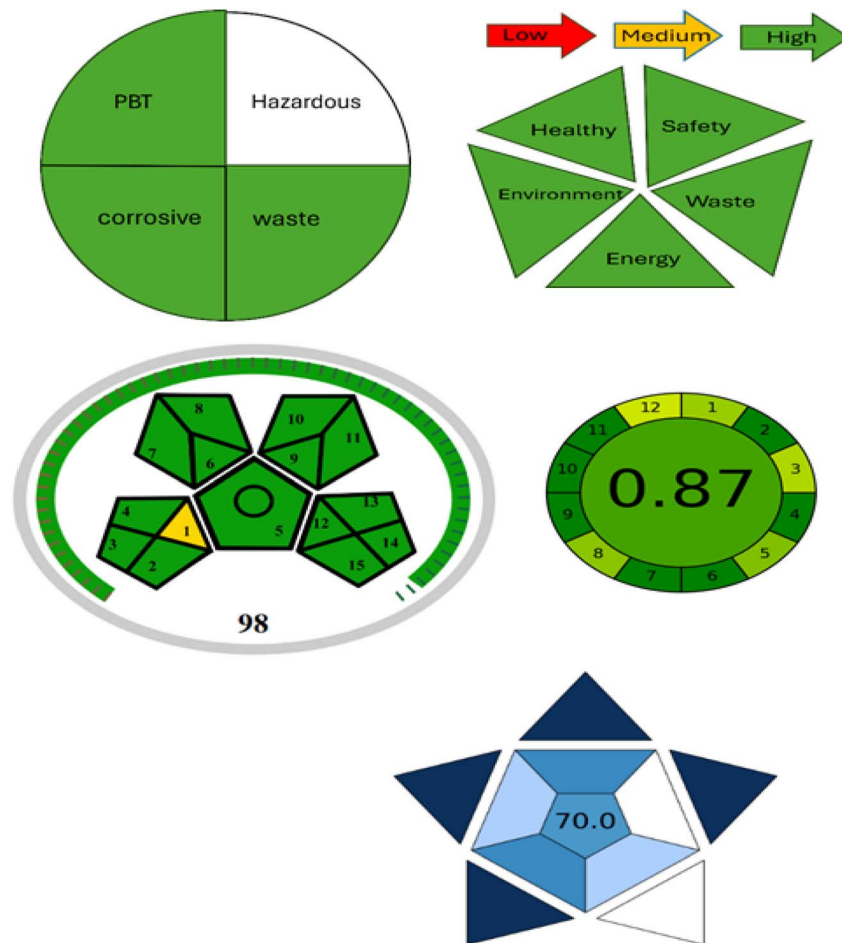 PBT
Hazardous
corrosive
waste
Low
Medium
High
Healthy
Safety
Environment
Waste
Energy
8
7
6
10
11
9
4
3
1
2
5
13
12
14
15
98
12
1
11
2
10
3
0.87
9
4
8
5
7
6
70.0